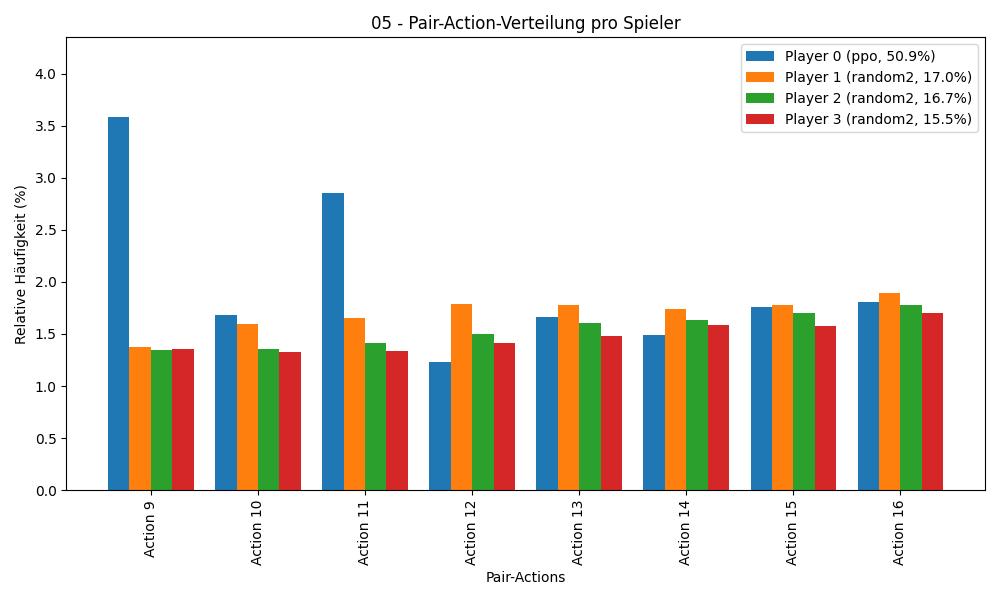 05 - Pair-Action-Verteilung pro Spieler
Player 0 (ppo, 50.9%)
Player 1 (random2, 17.0%)
Player 2 (random2, 16.7%)
Player 3 (random2, 15.5%)
Relative Häufigkeit (%)
4.0
3.5
3.0
2.5
2.0
1.5
1.0
0.5
0.0
Action 9
Action 10
Action 11
Action 12
Action 13
Action 14
Action 15
Action 16
Pair-Actions